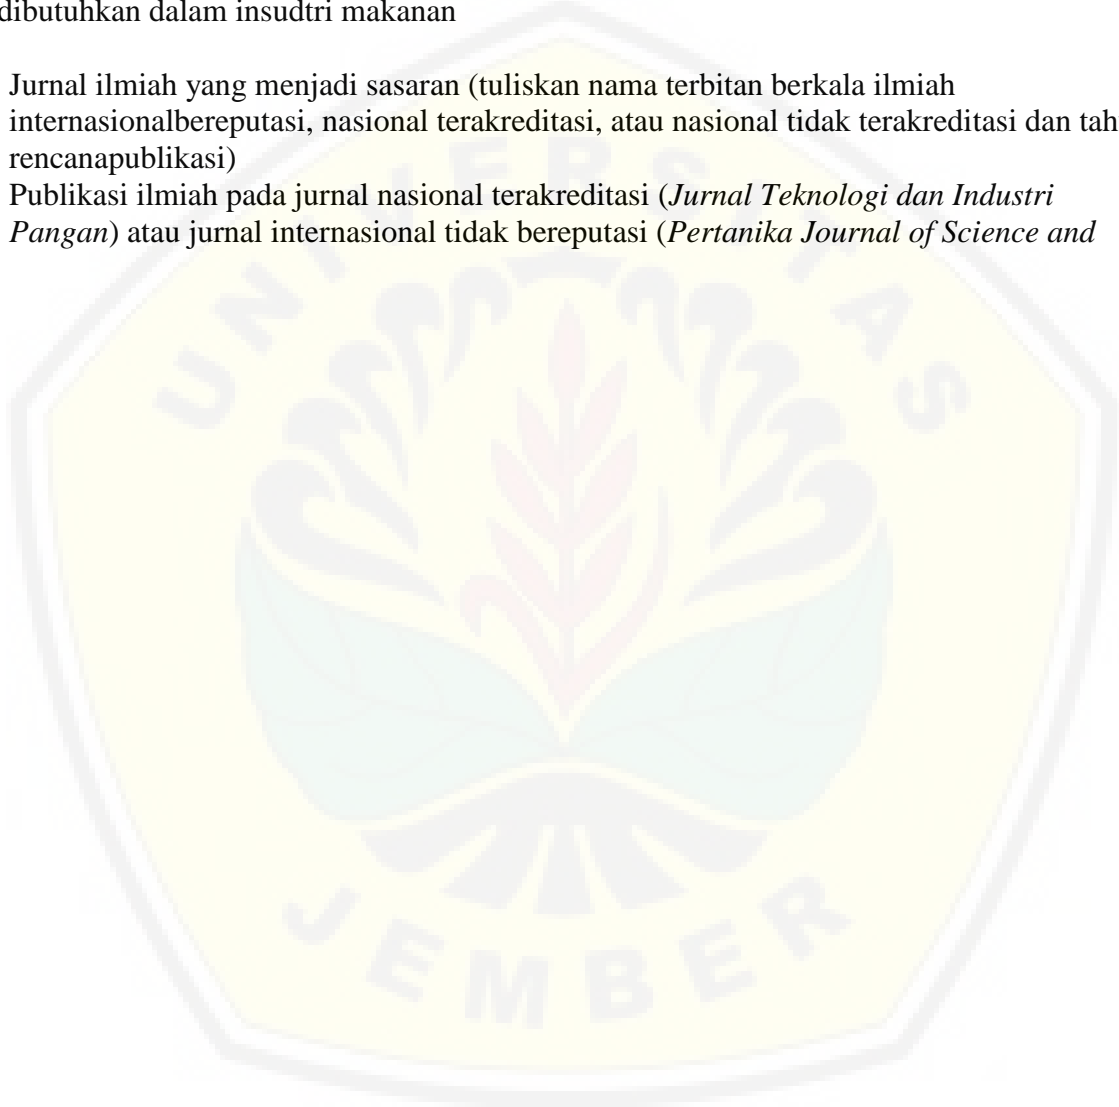 dibutuhkan dalam insudtri makanan
Jurnal ilmiah yang menjadi sasaran (tuliskan nama terbitan berkala ilmiah
internasionalbereputasi, nasional terakreditasi, atau nasional tidak terakreditasi dan tah
rencanapublikasi)
Publikasi ilmiah pada jurnal nasional terakreditasi (Jurnal Teknologi dan Industri
Pangan) atau jurnal internasional tidak bereputasi (Pertanika Journal of Science and
UNIVERSITAS
JEMBER